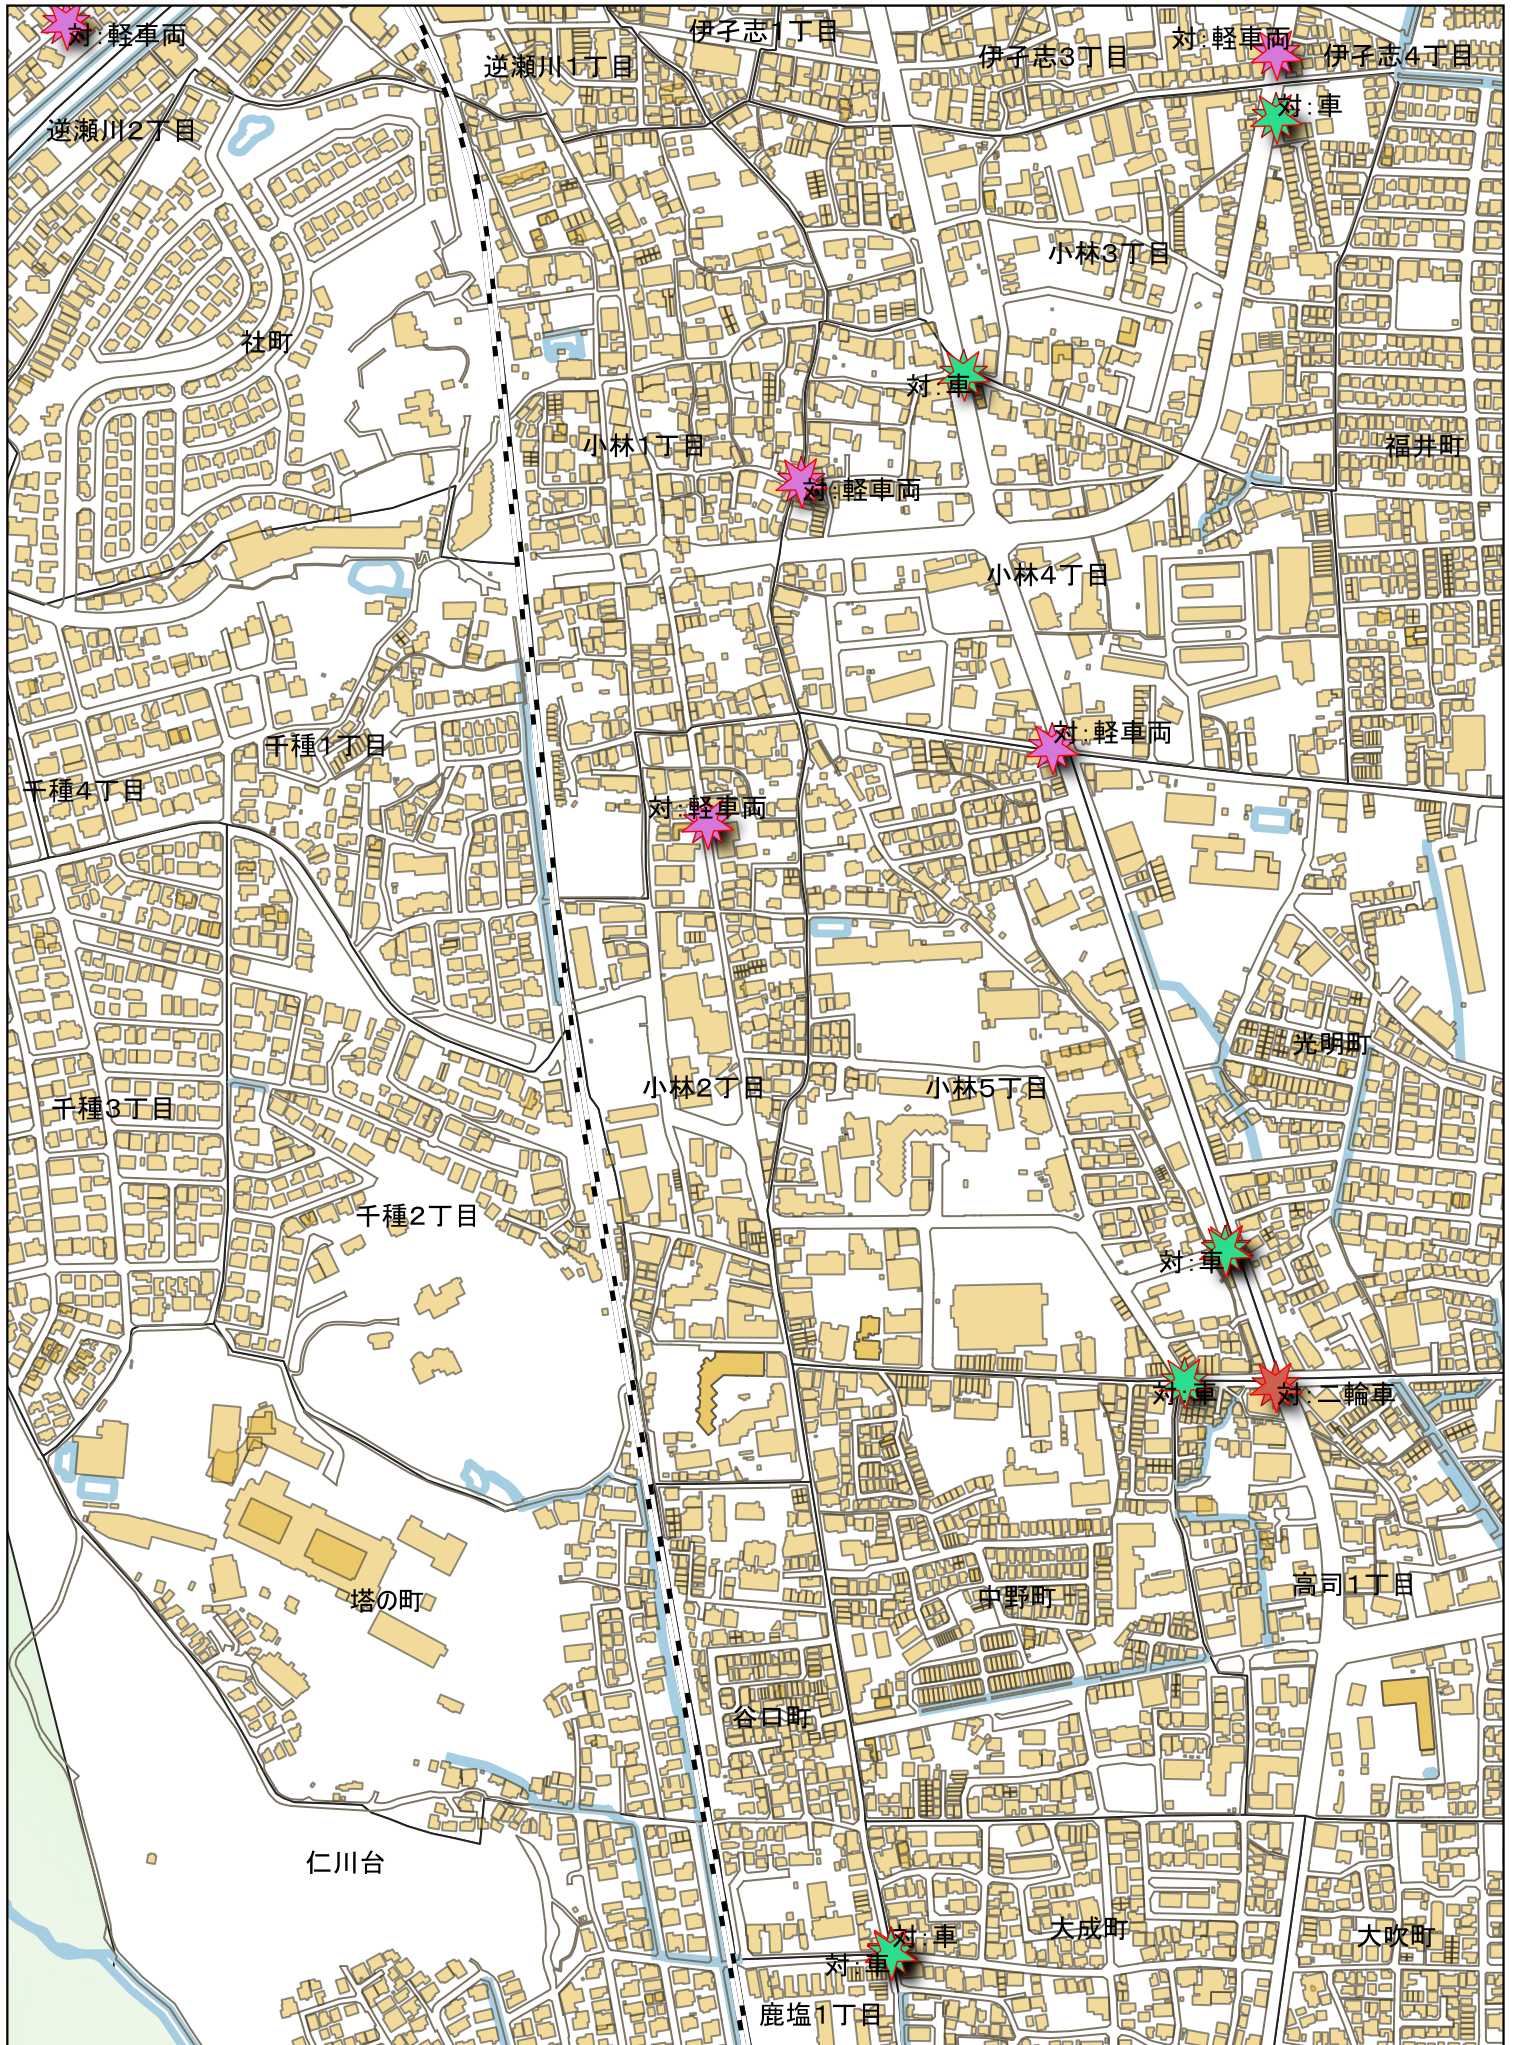 対：軽車両
伊孑志1丁目
対：軽車両
伊孑志3丁目
伊孑志4丁目
逆瀬川1丁目
対：車
逆瀬川2丁目
小林3丁目
社町
対：車
小林1丁目
福井町
対：軽車両
小林4丁目
対：軽車両
千種1丁目
千種4丁目
対：軽車両
光明町
小林2丁目
小林5丁目
千種3丁目
千種2丁目
対：車
対：車
対：二輪車
高司1丁目
中野町
塔の町
谷口町
仁川台
大成町
対：車
大吹町
対：車
鹿塩1丁目